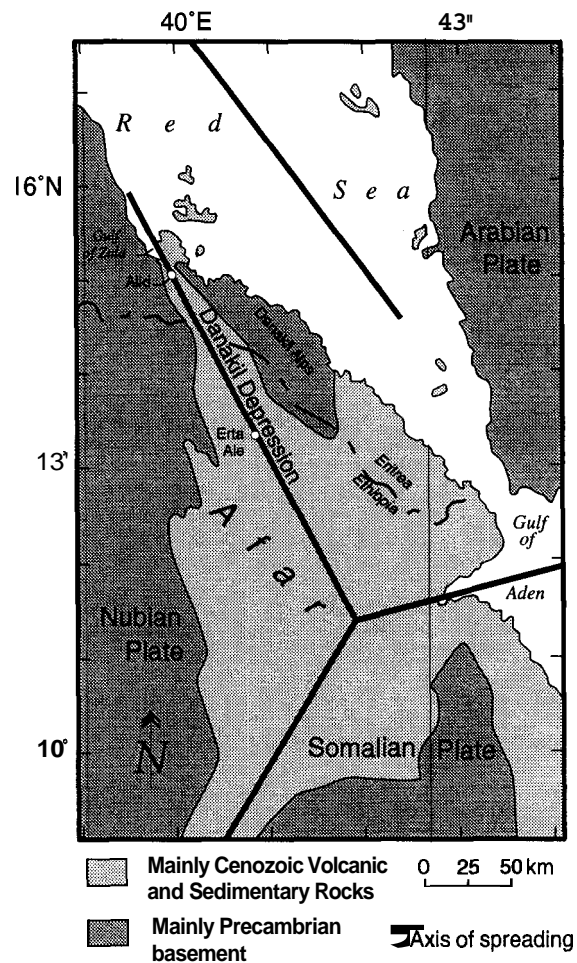 40°E 43"
R e d
S e a
16°N
Gulf
of Zula
Alid
Arabian
Plate
Danakil Alps
Danakil Depression
Erta
Ale
13'
Eritrea
Ethiopia
Gulf
of
Aden
A f a r
Nubian
Plate
N
10°
Somalian Plate
Mainly Cenozoic Volcanic
and Sedimentary Rocks
0 25 50 km
Mainly Precambrian
basement
Axis of spreading